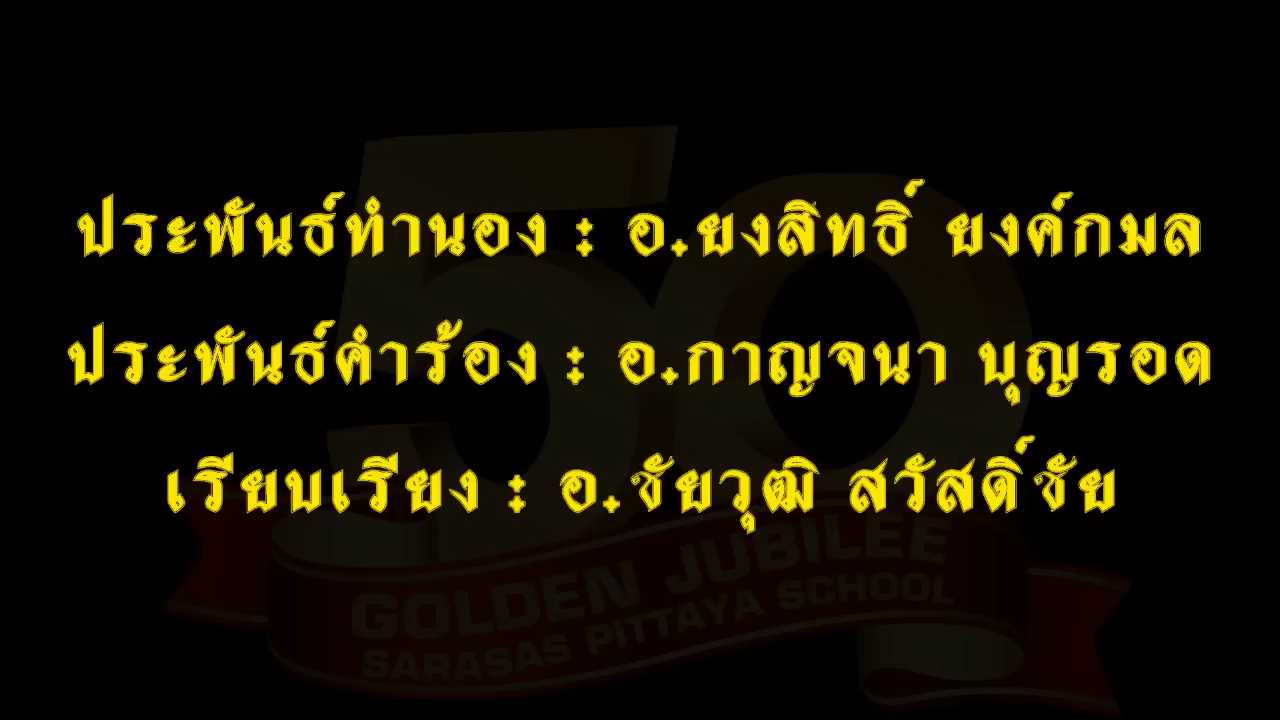 ประพันธ์ทำนอง : อ.ยงสิทธิ์ ยงค์กมล
ประพันธ์คำร้อง : อ.กาญจนา บุญรอด
เรียบเรียง : อ.ชัยวุฒิ สวัสดิ์ชัย
50
GOLDEN JUBILEE
SARASAS PITTAYA SCHOOL